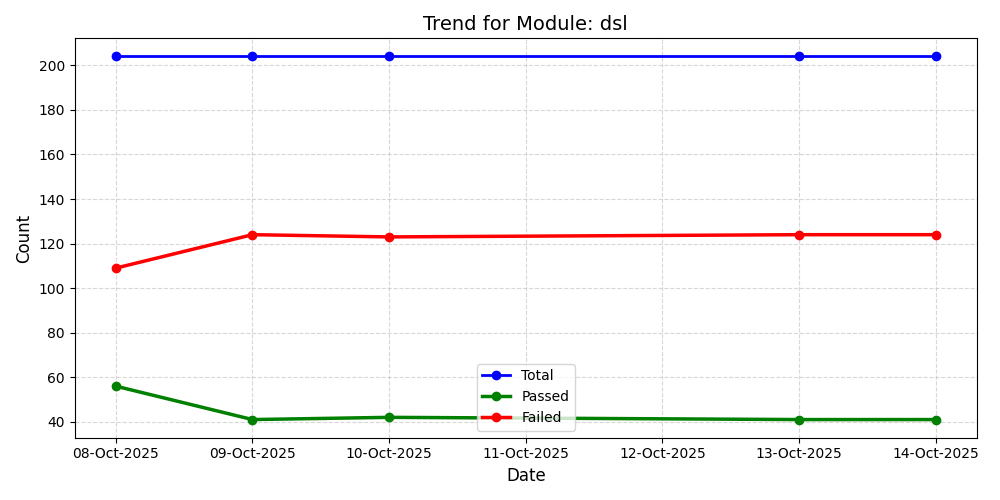 Trend for Module: dsl
Count
200
180
160
140
120
100
80
60
40
Total
Passed
Failed
08-Oct-2025 09-Oct-2025 10-Oct-2025 11-Oct-2025 12-Oct-2025 13-Oct-2025 14-Oct-2025
Date